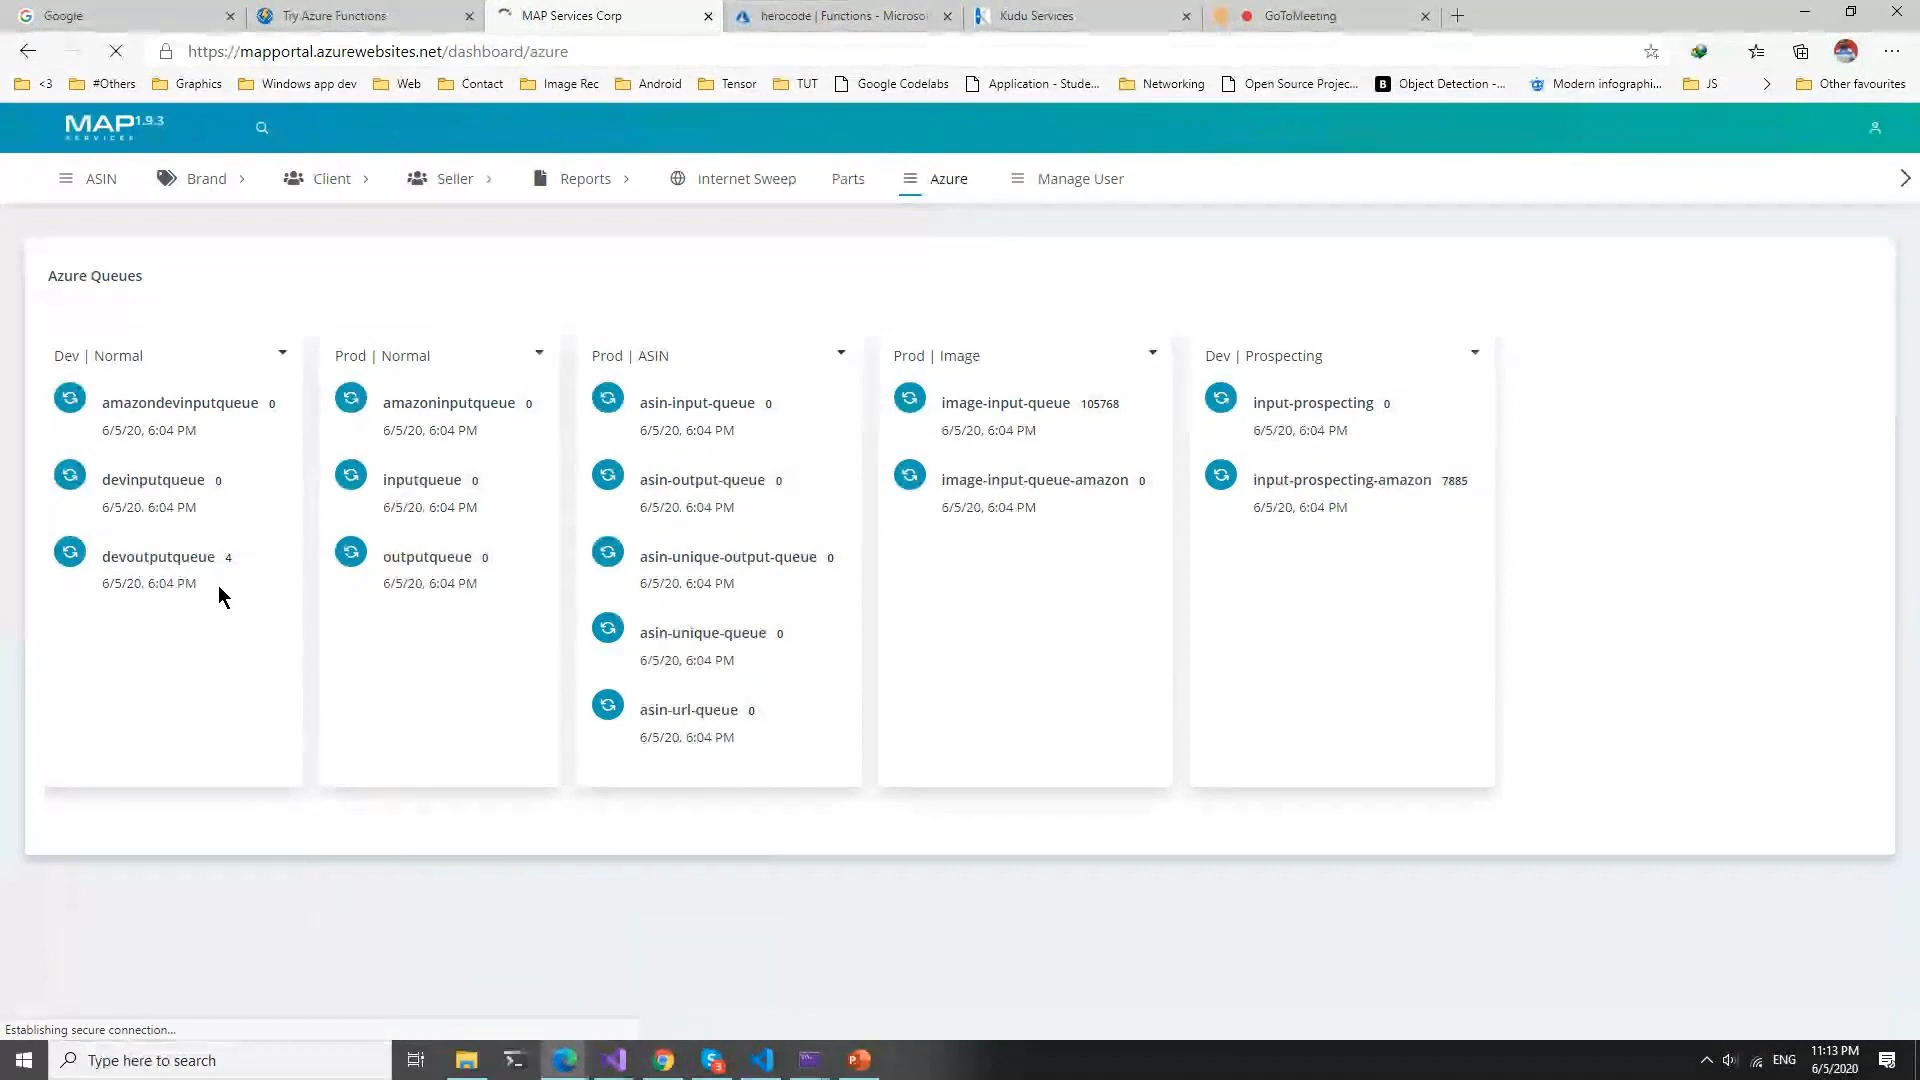 Google
Try Azure Functions
MAP Services Corp
herocode | Functions - Microso
Kudu Services
GoToMeeting
https://mapportal.azurewebsites.net/dashboard/azure
<3
#Others
Graphics
Windows app dev
Web
Contact
Image Rec
Android
Tensor
TUT
Google Codelabs
Application - Stude...
Networking
Open Source Projec...
B
Object Detection -...
Modern infographi...
JS
Other favourites
MAP 1.9.3
SERVICES
ASIN
Brand
Client
Seller
Reports
Internet Sweep
Parts
Azure
Manage User
Azure Queues
Dev | Normal
amazondevinputqueue 0
6/5/20, 6:04 PM
devinputqueue 0
6/5/20, 6:04 PM
devoutputqueue 4
6/5/20, 6:04 PM
Prod | Normal
amazoninputqueue 0
6/5/20, 6:04 PM
inputqueue 0
6/5/20, 6:04 PM
outputqueue 0
6/5/20, 6:04 PM
Prod | ASIN
asin-input-queue 0
6/5/20, 6:04 PM
asin-output-queue 0
6/5/20, 6:04 PM
asin-unique-output-queue 0
6/5/20, 6:04 PM
asin-unique-queue 0
6/5/20, 6:04 PM
asin-url-queue 0
6/5/20, 6:04 PM
Prod | Image
image-input-queue 105768
6/5/20, 6:04 PM
image-input-queue-amazon 0
6/5/20, 6:04 PM
Dev | Prospecting
input-prospecting 0
6/5/20, 6:04 PM
input-prospecting-amazon 7885
6/5/20, 6:04 PM
Establishing secure connection...
Type here to search
3
ENG
11:13 PM
6/5/2020